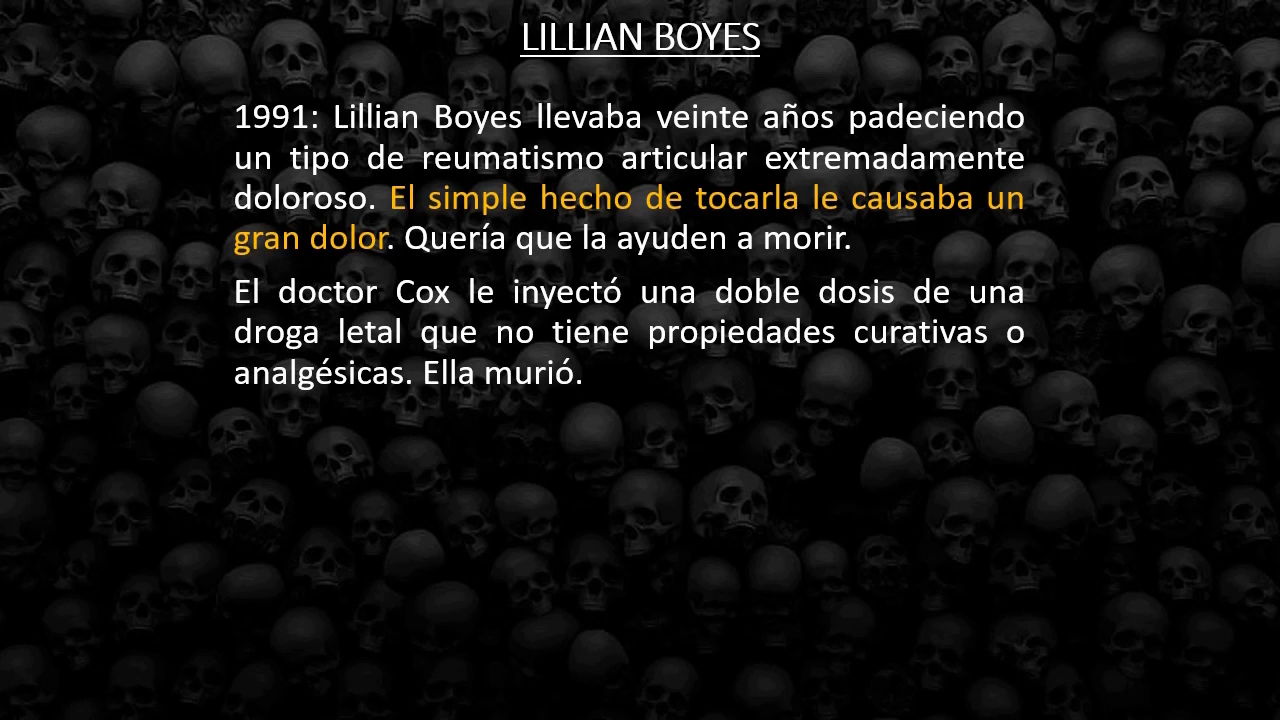 LILLIAN BOYES
1991: Lillian Boyes llevaba veinte años padeciendo
un tipo de reumatismo articular extremadamente
doloroso. El simple hecho de tocarla le causaba un
gran dolor. Quería que la ayuden a morir.
El doctor Cox le inyectó una doble dosis de una
droga letal que no tiene propiedades curativas o
analgésicas. Ella murió.